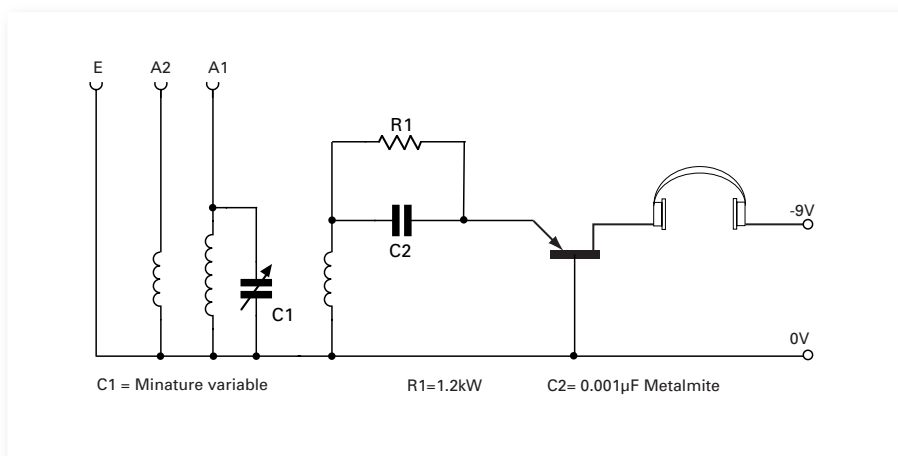 E A2 A1
R1
-9V
C2
C1
0V
C1 = Minature variable R1=1.2kW C2= 0.001µF Metalmite